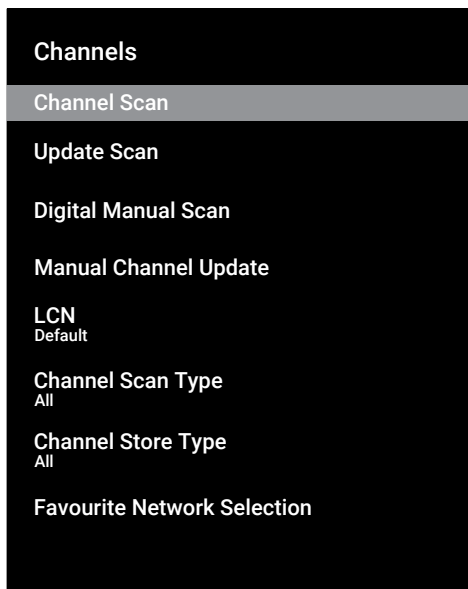 Channels
Channel Scan
Update Scan
Digital Manual Scan
Manual Channel Update
LCN
Default
Channel Scan Type
All
Channel Store Type
All
Favourite Network Selection